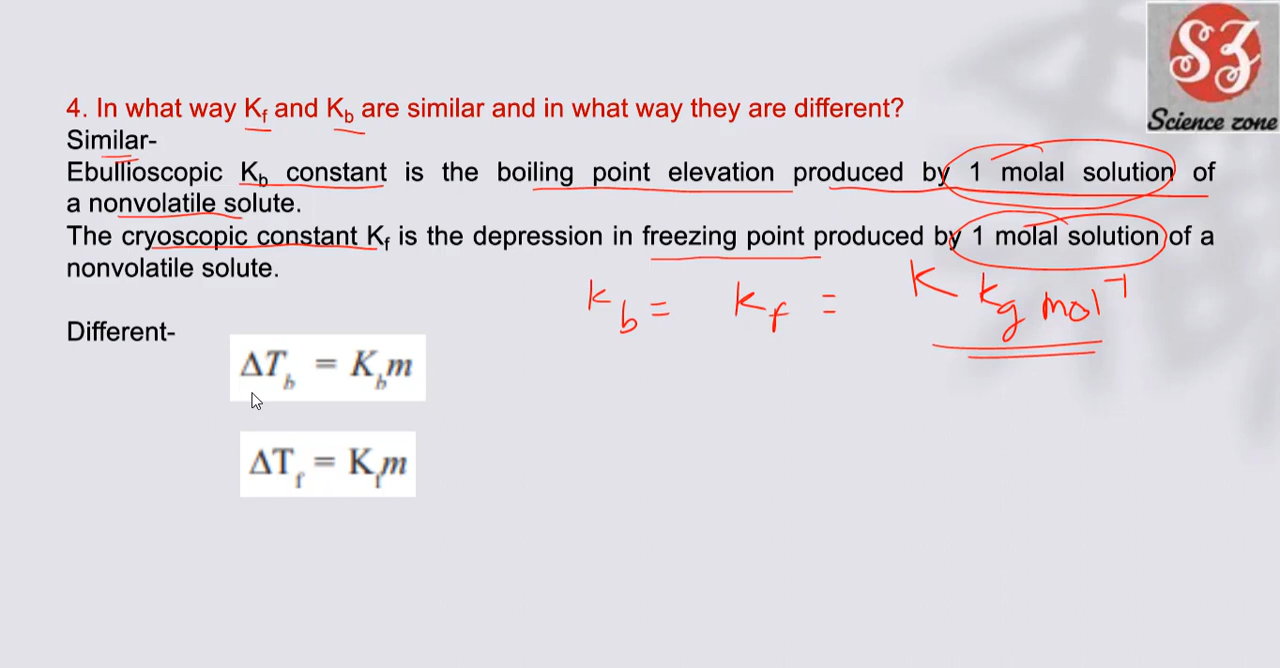 SZ
Science zone
4. In what way Kf and Kb are similar and in what way they are different?
Similar-
Ebullioscopic Kb constant is the boiling point elevation produced by 1 molal solution of
a nonvolatile solute.
The cryoscopic constant Kf is the depression in freezing point produced by 1 molal solution of a
nonvolatile solute.
Kb = Kf = K kg mol⁻¹
Different-
ΔTb = Kbm
ΔTf = Kfm